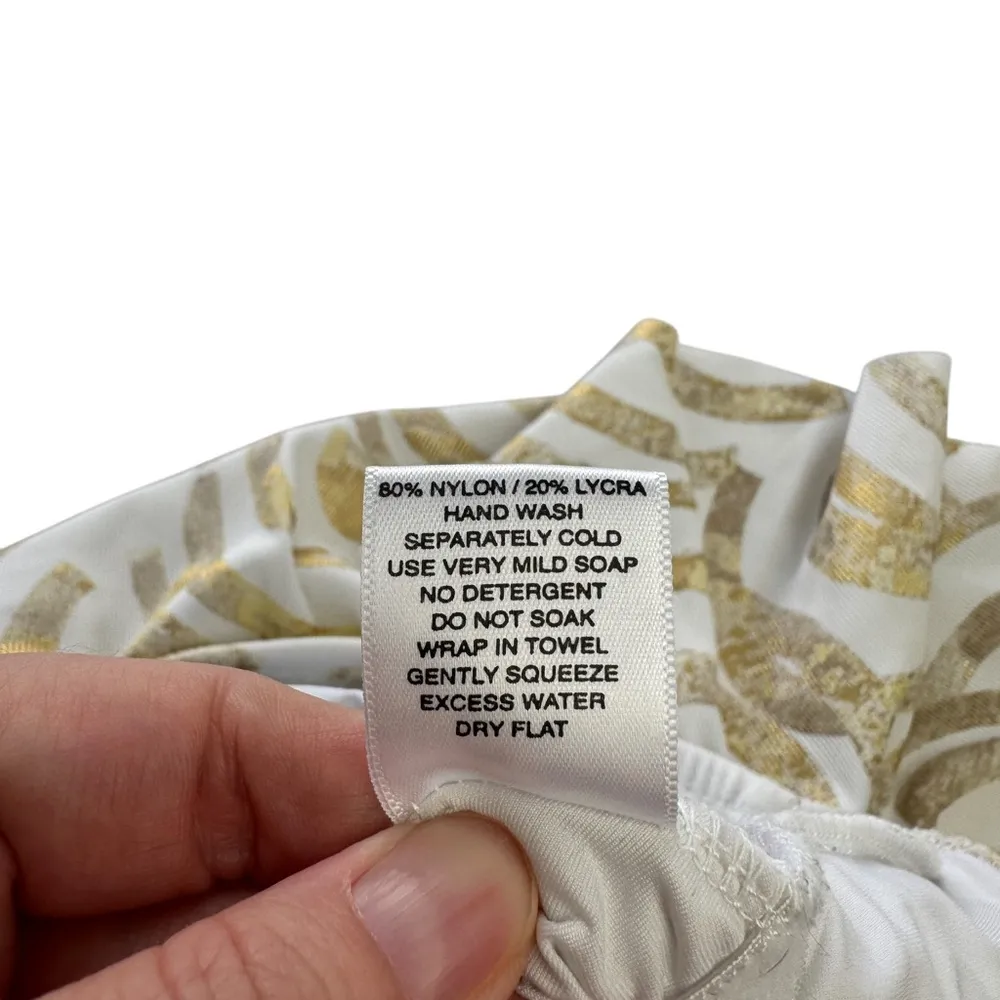 80% NYLON / 20% LYCRA
HAND WASH
SEPARATELY COLD
USE VERY MILD SOAP
NO DETERGENT
DO NOT SOAK
WRAP IN TOWEL
GENTLY SQUEEZE
EXCESS WATER
DRY FLAT